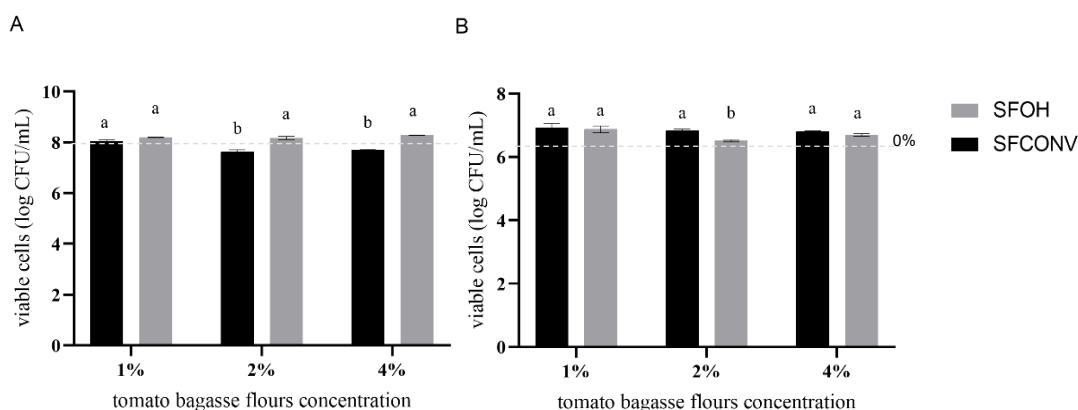 A
B
viable cells (log CFU/mL)
10
8
6
4
2
0
a
a
b
a
b
a
1%
2%
4%
tomato bagasse flours concentration
viable cells (log CFU/mL)
8
6
4
2
0
a
a
a
b
a
a
0%
1%
2%
4%
tomato bagasse flours concentration
SFOH
SFCONV